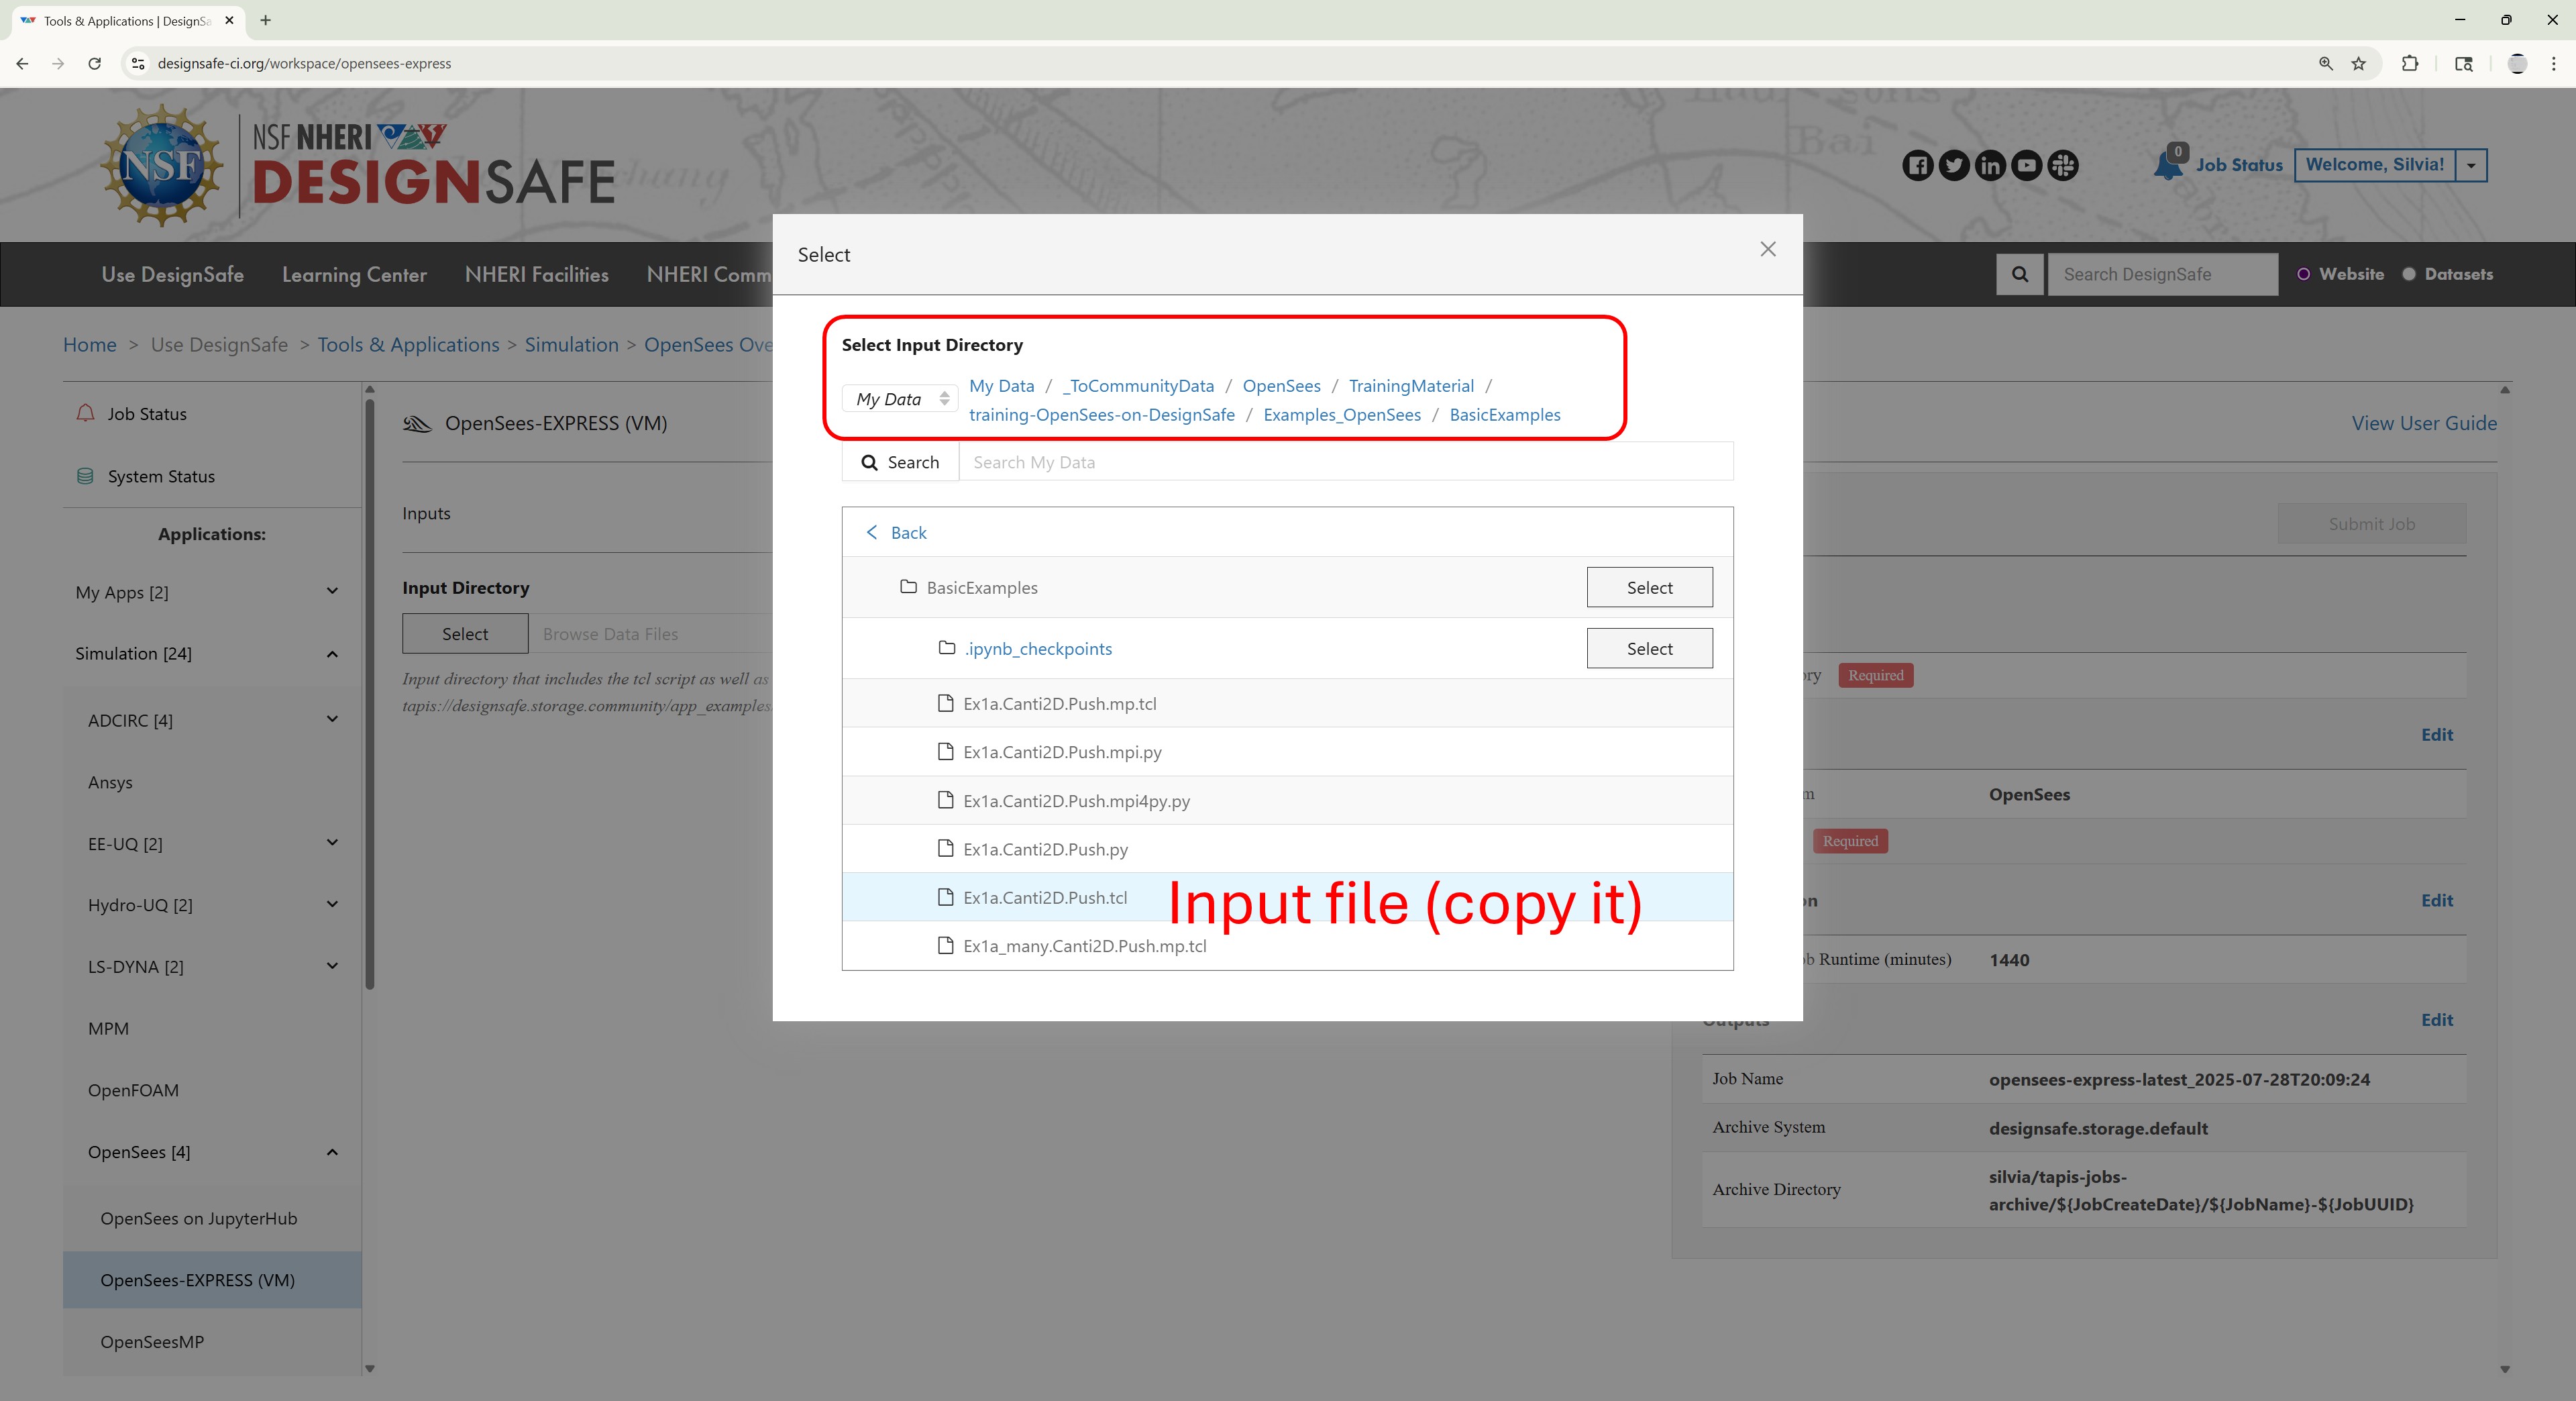 Tools & Applications | DesignSa
designsafe-ci.org/workspace/opensees-express
NSF
NSF NHERI
DESIGNSAFE
0
Job Status
Welcome, Silvia!
Use DesignSafe
Learning Center
NHERI Facilities
NHERI Comm
Search DesignSafe
Website
Datasets
Home > Use DesignSafe > Tools & Applications > Simulation > OpenSees Ove
Job Status
System Status
Applications:
My Apps [2]
Simulation [24]
ADCIRC [4]
Ansys
EE-UQ [2]
Hydro-UQ [2]
LS-DYNA [2]
MPM
OpenFOAM
OpenSees [4]
OpenSees on JupyterHub
OpenSees-EXPRESS (VM)
OpenSeesMP
OpenSees-EXPRESS (VM)
View User Guide
Inputs
Input Directory
Select
Browse Data Files
Input directory that includes the tcl script as well as
tapis://designsafe.storage.community/app_examples
Select
Select Input Directory
My Data
My Data / _ToCommunityData / OpenSees / TrainingMaterial /
training-OpenSees-on-DesignSafe / Examples_OpenSees / BasicExamples
Search
Search My Data
Back
BasicExamples
Select
.ipynb_checkpoints
Select
Ex1a.Canti2D.Push.mp.tcl
Ex1a.Canti2D.Push.mpi.py
Ex1a.Canti2D.Push.mpi4py.py
Ex1a.Canti2D.Push.py
Ex1a.Canti2D.Push.tcl
Input file (copy it)
Ex1a_many.Canti2D.Push.mp.tcl
Submit Job
ry Required
Edit
m OpenSees
Required
on Edit
b Runtime (minutes) 1440
Outputs Edit
Job Name opensees-express-latest_2025-07-28T20:09:24
Archive System designsafe.storage.default
Archive Directory silvia/tapis-jobs-
archive/${JobCreateDate}/${JobName}-${JobUUID}